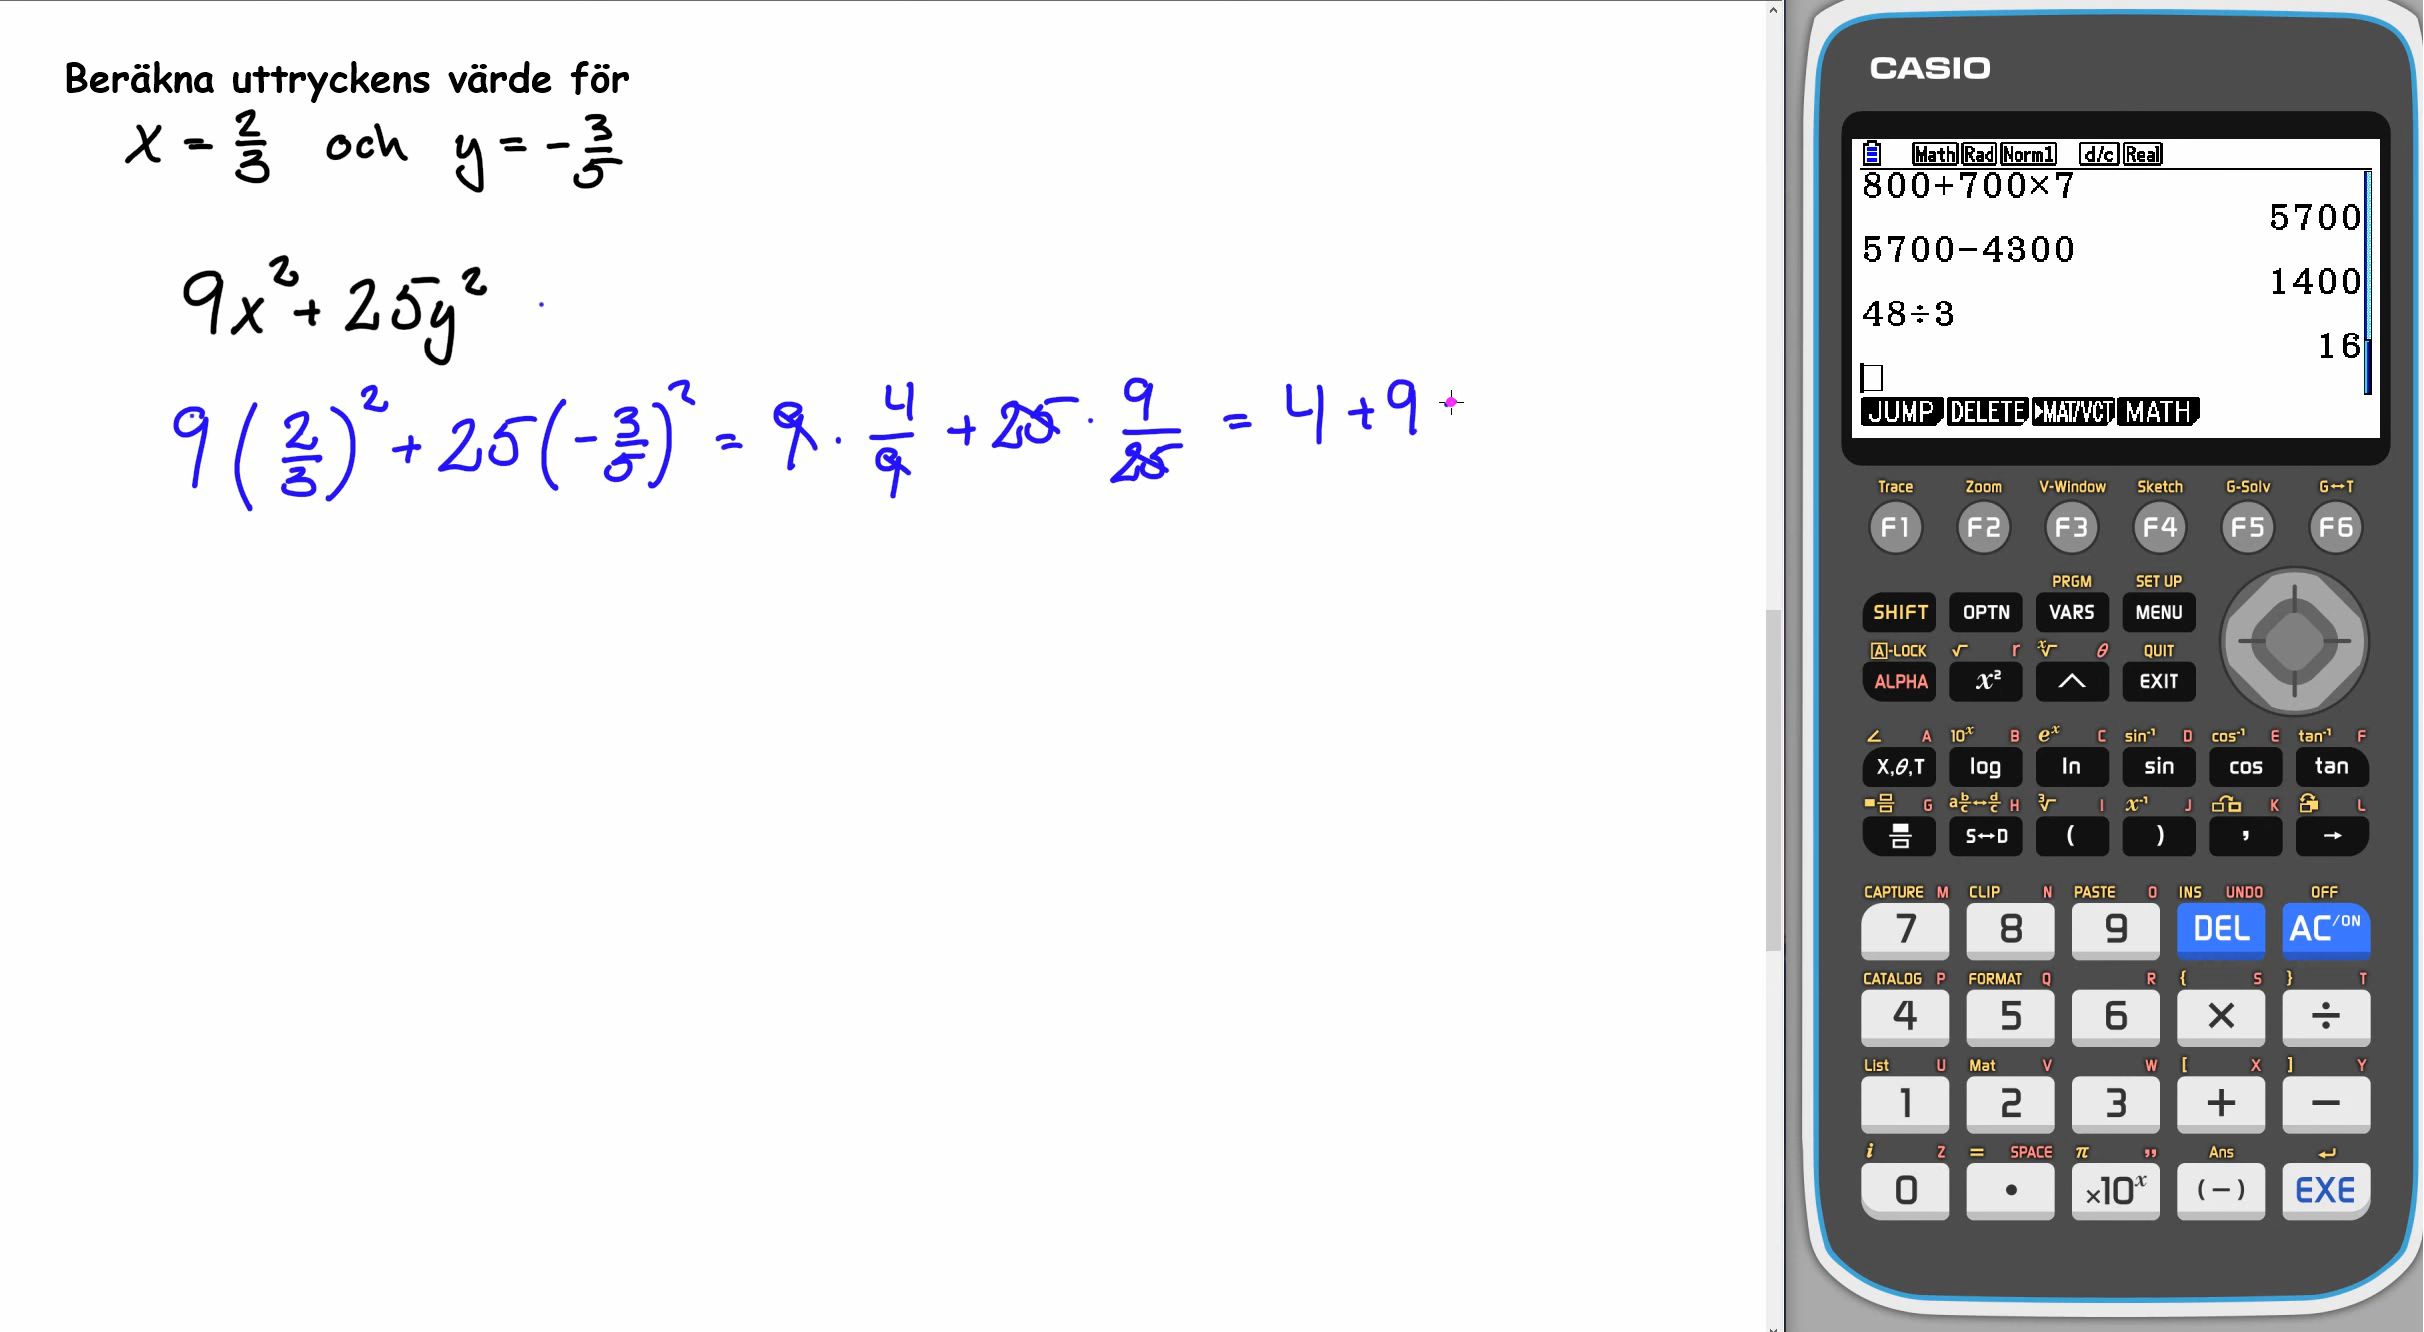 Beräkna uttryckens värde för
x = 2/3 och y = -3/5
9x² + 25y²
9(2/3)² + 25(-3/5)² = 9 · 4/9 + 25 · 9/25 = 4 + 9
CASIO
Math Rad Norm1 d/c Real
800+700×7
5700
5700−4300
1400
48÷3
16
JUMP DELETE ▶MAT/VCT MATH
Trace Zoom V-Window Sketch G-Solv G↔T
F1 F2 F3 F4 F5 F6
PRGM SET UP
SHIFT OPTN VARS MENU
A-LOCK √ r ˣ√ θ QUIT
ALPHA x² ^ EXIT
∠ A 10ˣ B eˣ C sin⁻¹ D cos⁻¹ E tan⁻¹ F
X,θ,T log ln sin cos tan
G a b/c↔d/c H ³√ I x⁻¹ J K L
S↔D ( ) , →
CAPTURE M CLIP N PASTE O INS UNDO OFF
7 8 9 DEL AC/ON
CATALOG P FORMAT Q R { S } T
4 5 6 × ÷
List U Mat V W [ X ] Y
1 2 3 + −
i Z = SPACE π " Ans ↵
0 • ×10ˣ (−) EXE